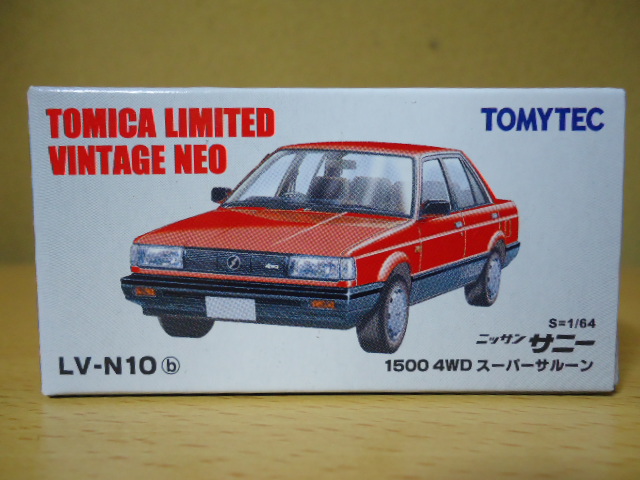 TOMICA LIMITED
VINTAGE NEO
TOMYTEC
S=1/64
ニッサン サニー
LV-N10 ⓑ
1500 4WD スーパーサルーン